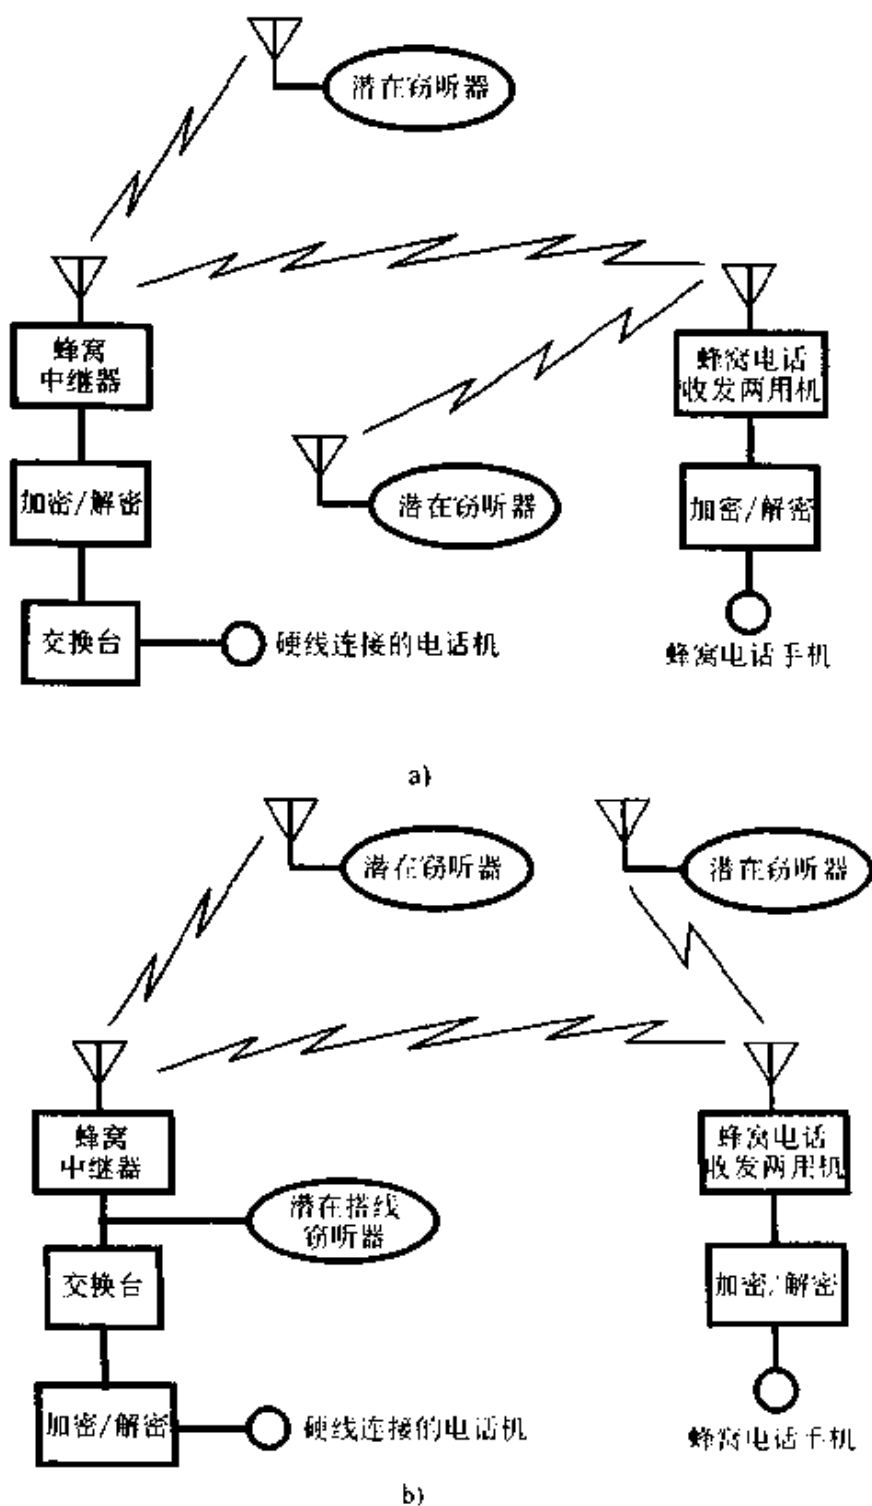 潜在窃听器
蜂窝
中继器
蜂窝电话
收发两用机
加密/解密
潜在窃听器
加密/解密
交换台
硬线连接的电话机
蜂窝电话手机
a)
潜在窃听器
潜在窃听器
蜂窝
中继器
蜂窝电话
收发两用机
潜在搭线
窃听器
交换台
加密/解密
加密/解密
硬线连接的电话机
蜂窝电话手机
b)